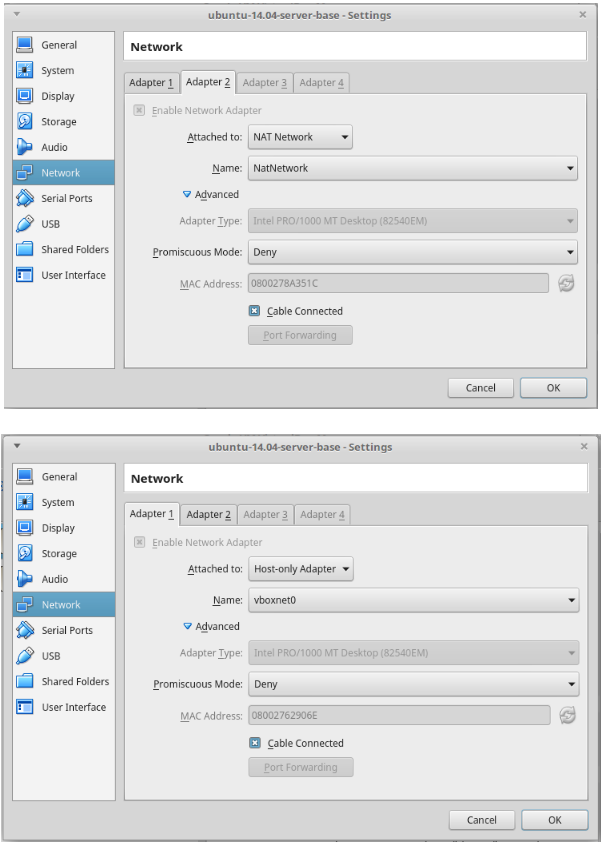 ubuntu-14.04-server-base - Settings
General
System
Display
Storage
Audio
Network
Serial Ports
USB
Shared Folders
User Interface
Network
Adapter 1 Adapter 2 Adapter 3 Adapter 4
Enable Network Adapter
Attached to: NAT Network
Name: NatNetwork
Advanced
Adapter Type: Intel PRO/1000 MT Desktop (82540EM)
Promiscuous Mode: Deny
MAC Address: 0800278A351C
Cable Connected
Port Forwarding
Cancel OK
ubuntu-14.04-server-base - Settings
General
System
Display
Storage
Audio
Network
Serial Ports
USB
Shared Folders
User Interface
Network
Adapter 1 Adapter 2 Adapter 3 Adapter 4
Enable Network Adapter
Attached to: Host-only Adapter
Name: vboxnet0
Advanced
Adapter Type: Intel PRO/1000 MT Desktop (82540EM)
Promiscuous Mode: Deny
MAC Address: 08002762906E
Cable Connected
Port Forwarding
Cancel OK